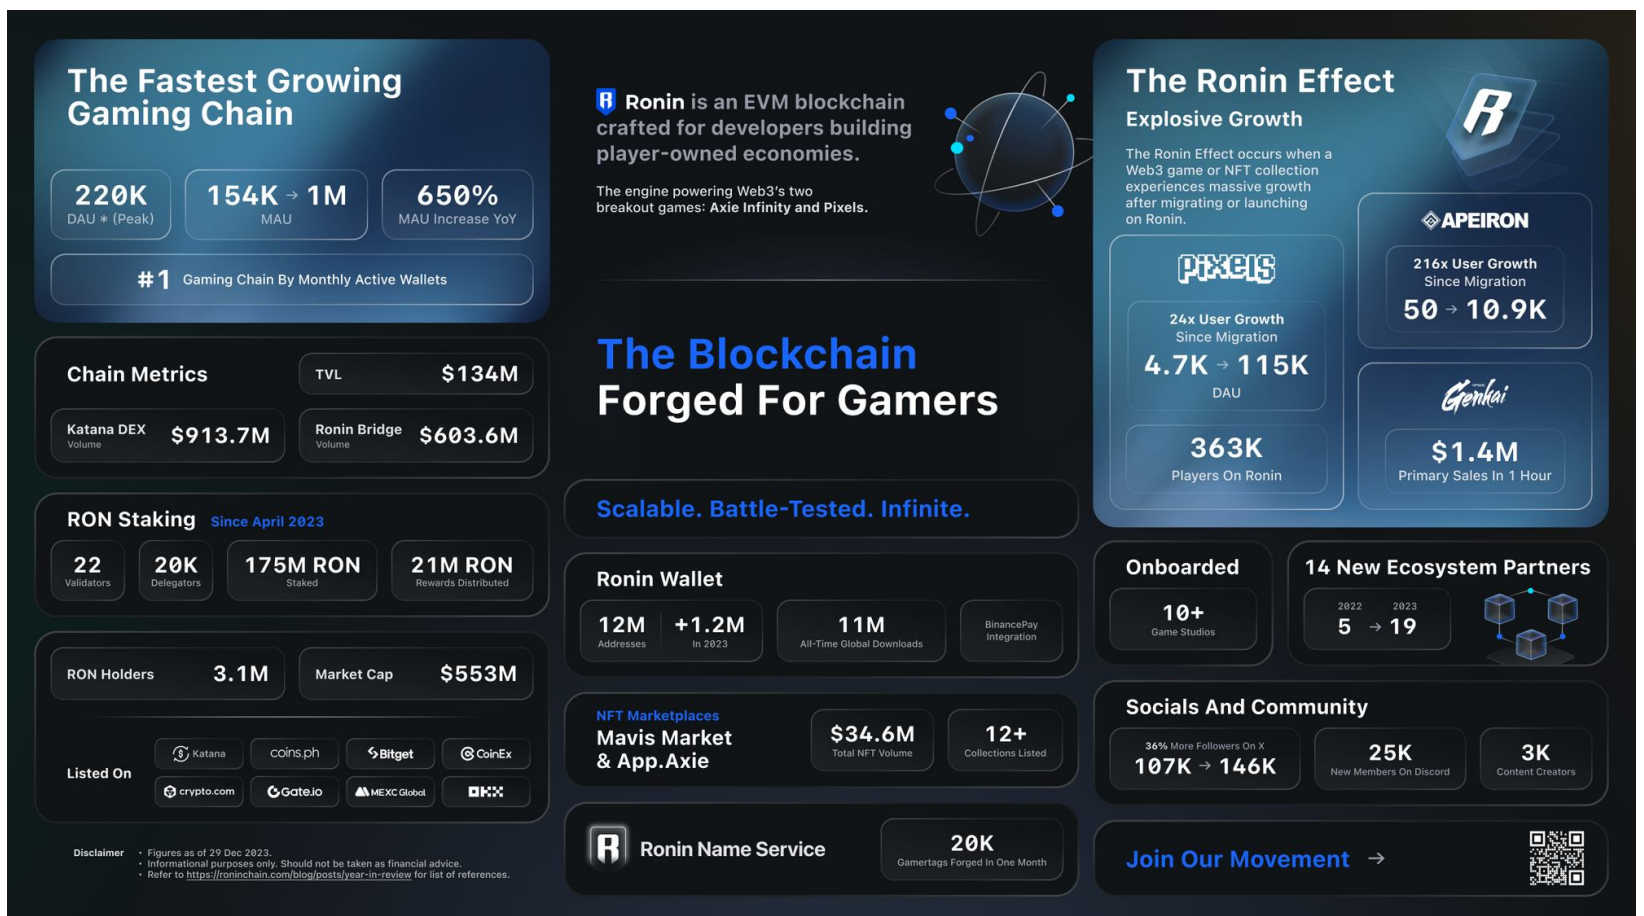 The Fastest Growing
Gaming Chain
220K
DAU * (Peak)
154K → 1M
MAU
650%
MAU Increase YoY
#1 Gaming Chain By Monthly Active Wallets
Chain Metrics
TVL $134M
Katana DEX
Volume
$913.7M
Ronin Bridge
Volume
$603.6M
RON Staking Since April 2023
22
Validators
20K
Delegators
175M RON
Staked
21M RON
Rewards Distributed
RON Holders 3.1M
Market Cap $553M
Listed On
Katana
coins.ph
Bitget
CoinEx
crypto.com
Gate.io
MEXC Global
OKX
Disclaimer
• Figures as of 29 Dec 2023.
• Informational purposes only. Should not be taken as financial advice.
• Refer to https://roninchain.com/blog/posts/year-in-review for list of references.
Ronin is an EVM blockchain
crafted for developers building
player-owned economies.
The engine powering Web3's two
breakout games: Axie Infinity and Pixels.
The Blockchain
Forged For Gamers
Scalable. Battle-Tested. Infinite.
Ronin Wallet
12M
Addresses
+1.2M
In 2023
11M
All-Time Global Downloads
BinancePay
Integration
NFT Marketplaces
Mavis Market
& App.Axie
$34.6M
Total NFT Volume
12+
Collections Listed
Ronin Name Service
20K
Gamertags Forged In One Month
The Ronin Effect
Explosive Growth
The Ronin Effect occurs when a
Web3 game or NFT collection
experiences massive growth
after migrating or launching
on Ronin.
PIXELS
24x User Growth
Since Migration
4.7K → 115K
DAU
363K
Players On Ronin
APEIRON
216x User Growth
Since Migration
50 → 10.9K
Genkai
$1.4M
Primary Sales In 1 Hour
Onboarded
10+
Game Studios
14 New Ecosystem Partners
2022 2023
5 → 19
Socials And Community
36% More Followers On X
107K → 146K
25K
New Members On Discord
3K
Content Creators
Join Our Movement →